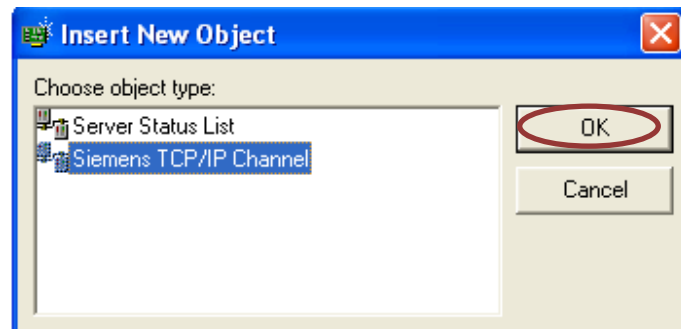 Insert New Object
Choose object type:
Server Status List
Siemens TCP/IP Channel
OK
Cancel